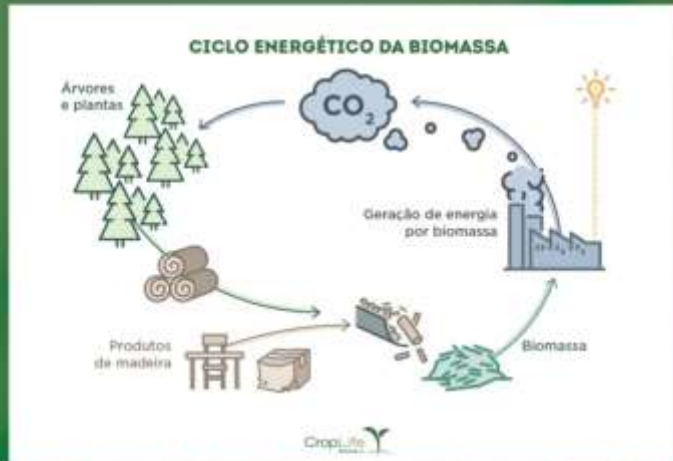 CICLO ENERGÉTICO DA BIOMASSA
Árvores
e plantas
CO2
Geração de energia
por biomassa
Produtos
de madeira
Biomassa
CropLife